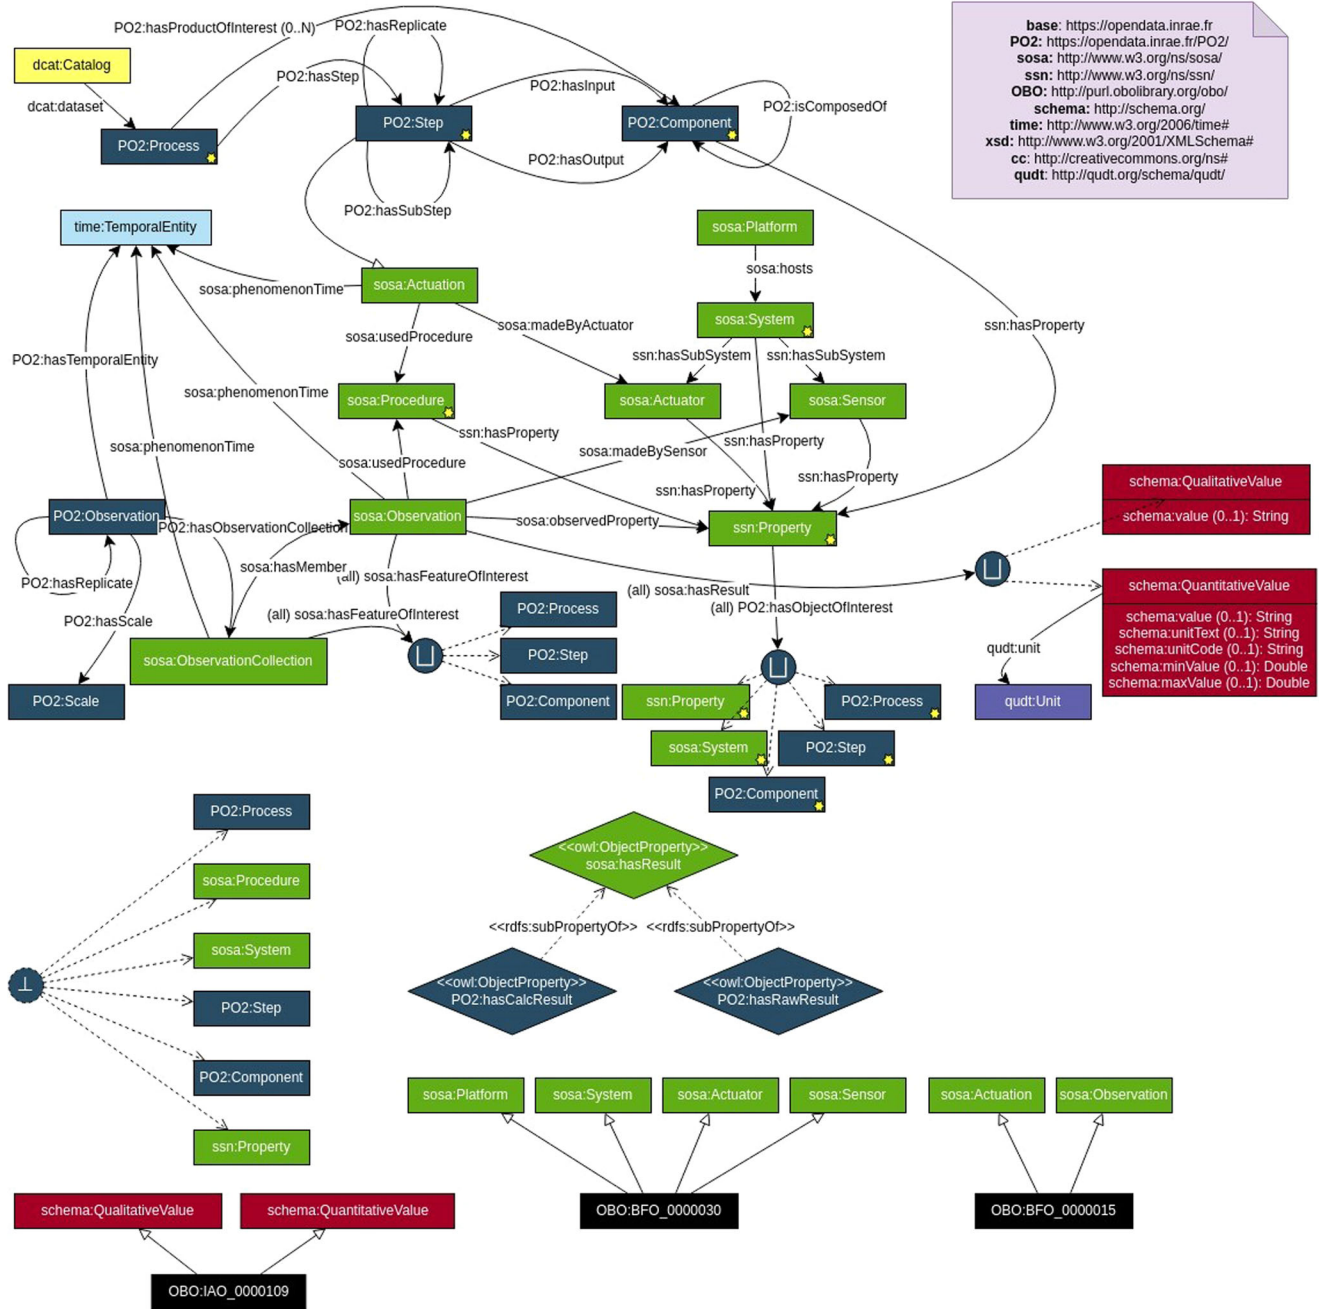 PO2:hasProductOfInterest (0..N)
PO2:hasReplicate
base: https://opendata.inrae.fr
PO2: https://opendata.inrae.fr/PO2/
sosa: http://www.w3.org/ns/sosa/
ssn: http://www.w3.org/ns/ssn/
OBO: http://purl.obolibrary.org/obo/
schema: http://schema.org/
time: http://www.w3.org/2006/time#
xsd: http://www.w3.org/2001/XMLSchema#
cc: http://creativecommons.org/ns#
qudt: http://qudt.org/schema/qudt/
dcat:Catalog
PO2:hasStep
PO2:hasInput
dcat:dataset
PO2:isComposedOf
PO2:Step
PO2:Component
PO2:Process
PO2:hasOutput
PO2:hasSubStep
time:TemporalEntity
sosa:Platform
sosa:hosts
sosa:phenomenonTime
sosa:Actuation
sosa:System
sosa:madeByActuator
ssn:hasProperty
sosa:usedProcedure
PO2:hasTemporalEntity
ssn:hasSubSystem
ssn:hasSubSystem
sosa:phenomenonTime
sosa:Procedure
sosa:Actuator
sosa:Sensor
ssn:hasProperty
ssn:hasProperty
sosa:phenomenonTime
sosa:madeBySensor
sosa:usedProcedure
ssn:hasProperty
ssn:hasProperty
schema:QualitativeValue
schema:value (0..1): String
PO2:Observation
PO2:hasObservationCollection
sosa:Observation
sosa:observedProperty
ssn:Property
sosa:hasMember
(all) sosa:hasFeatureOfInterest
PO2:hasReplicate
(all) sosa:hasResult
schema:QuantitativeValue
schema:value (0..1): String
schema:unitText (0..1): String
schema:unitCode (0..1): String
schema:minValue (0..1): Double
schema:maxValue (0..1): Double
(all) PO2:hasObjectOfInterest
PO2:Process
(all) sosa:hasFeatureOfInterest
PO2:hasScale
qudt:unit
sosa:ObservationCollection
PO2:Step
PO2:Scale
PO2:Component
ssn:Property
PO2:Process
qudt:Unit
sosa:System
PO2:Step
PO2:Component
PO2:Process
sosa:Procedure
sosa:System
PO2:Step
PO2:Component
ssn:Property
<<owl:ObjectProperty>>
sosa:hasResult
<<rdfs:subPropertyOf>>
<<rdfs:subPropertyOf>>
<<owl:ObjectProperty>>
PO2:hasCalcResult
<<owl:ObjectProperty>>
PO2:hasRawResult
sosa:Platform
sosa:System
sosa:Actuator
sosa:Sensor
sosa:Actuation
sosa:Observation
schema:QualitativeValue
schema:QuantitativeValue
OBO:BFO_0000030
OBO:BFO_0000015
OBO:IAO_0000109